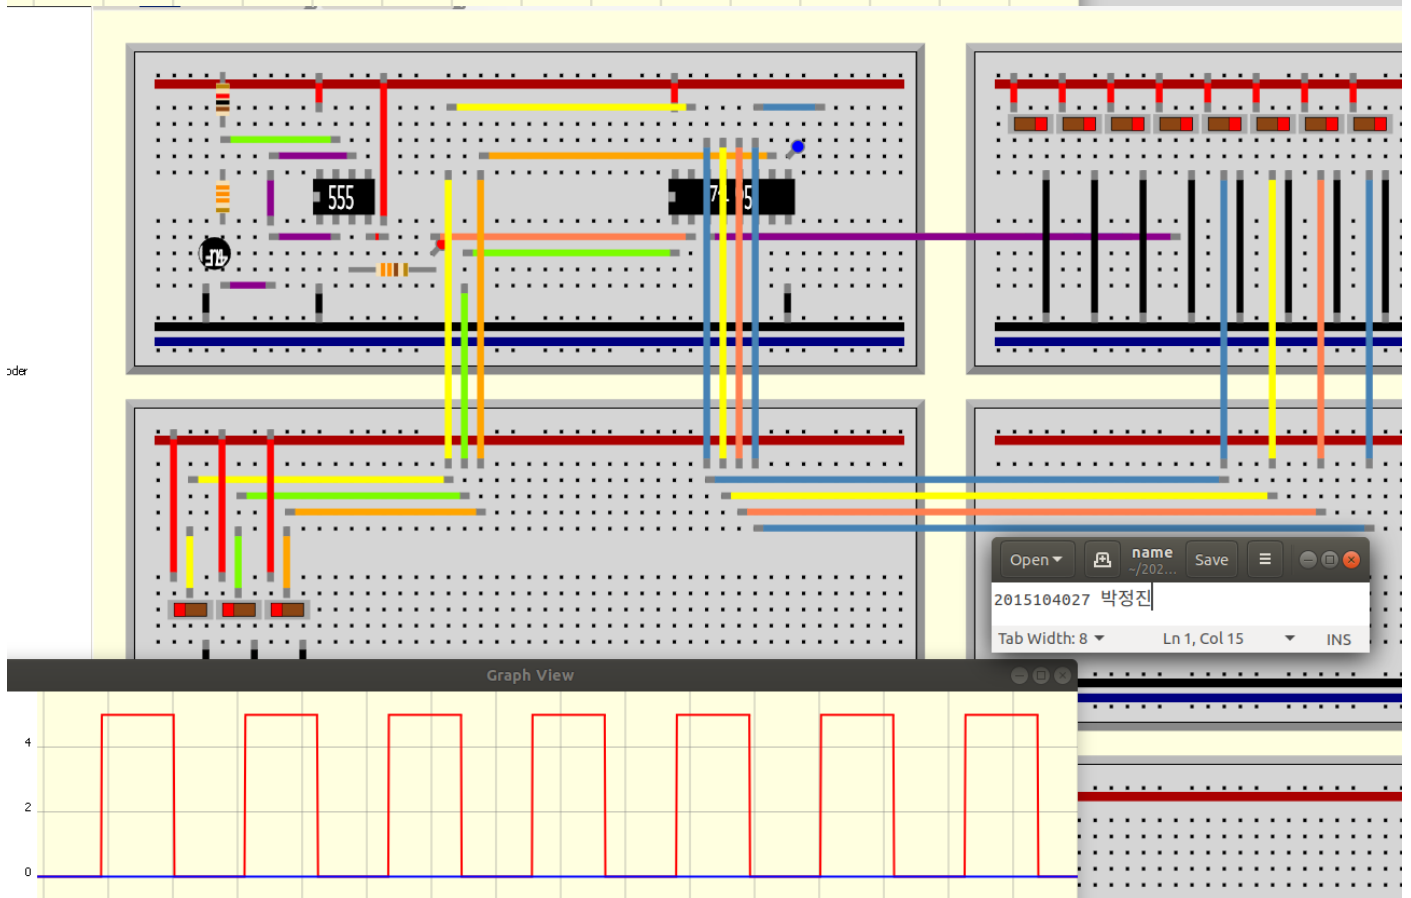 555
oder
Open
name
~/202...
Save
2015104027 박정진
Tab Width: 8
Ln 1, Col 15
INS
Graph View
4
2
0